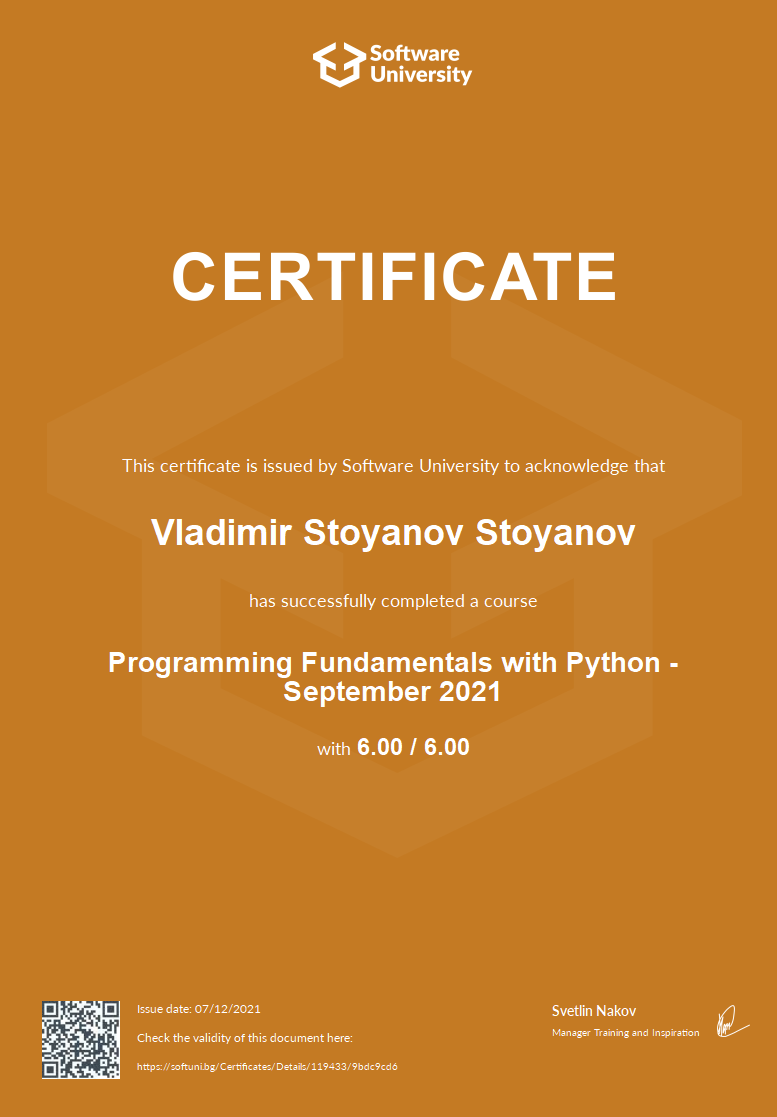 Software
University
CERTIFICATE
This certificate is issued by Software University to acknowledge that
Vladimir Stoyanov Stoyanov
has successfully completed a course
Programming Fundamentals with Python -
September 2021
with 6.00 / 6.00
Issue date: 07/12/2021
Check the validity of this document here:
https://softuni.bg/Certificates/Details/119433/9bdc9cd6
Svetlin Nakov
Manager Training and Inspiration